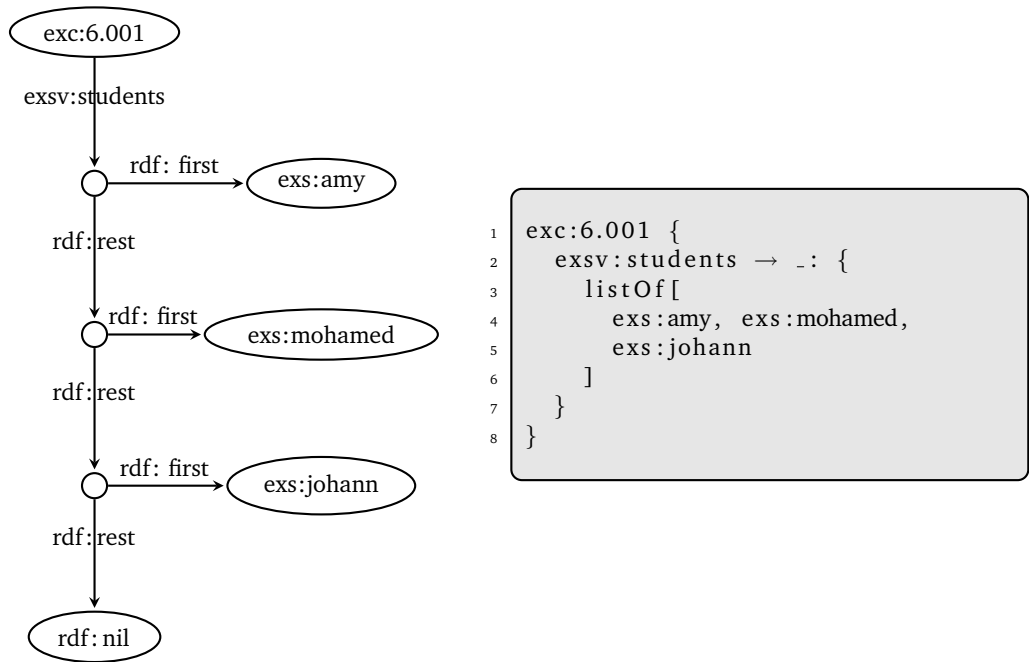 exc:6.001
exsv:students
rdf: first
exs:amy
rdf:rest
rdf: first
exs:mohamed
rdf:rest
rdf: first
exs:johann
rdf:rest
rdf:nil
1 exc:6.001 {
2 exsv:students → _: {
3 listOf[
4 exs:amy, exs:mohamed,
5 exs:johann
6 ]
7 }
8 }